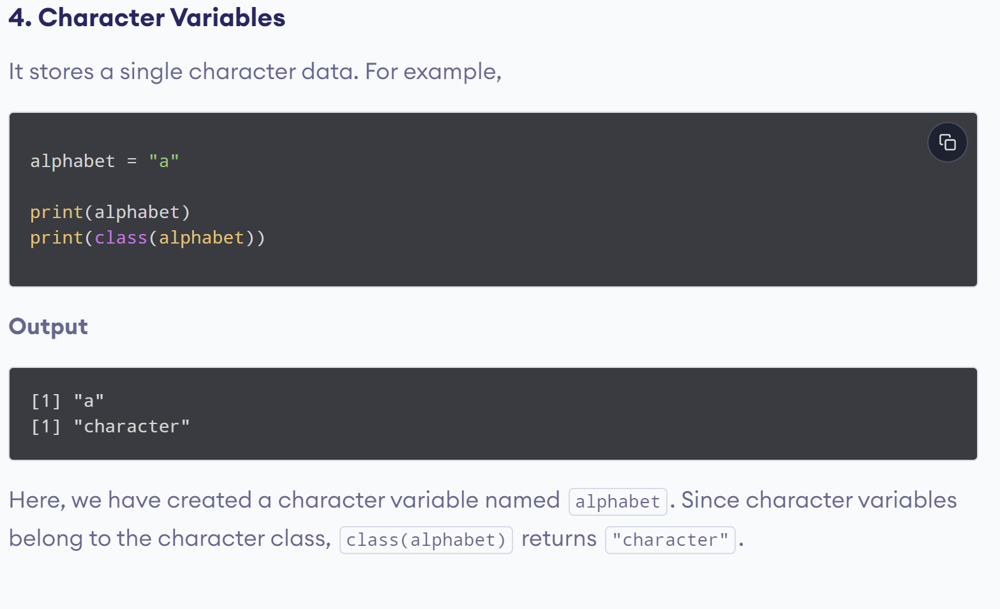 4. Character Variables
It stores a single character data. For example,
alphabet = "a"
print(alphabet)
print(class(alphabet))
Output
[1] "a"
[1] "character"
Here, we have created a character variable named alphabet. Since character variables
belong to the character class, class(alphabet) returns "character".